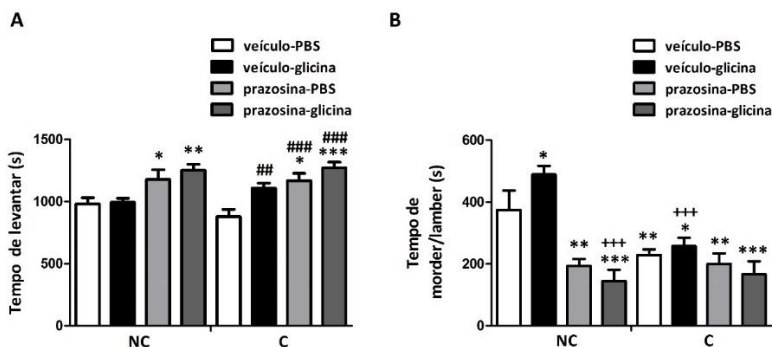 A
veículo-PBS
veículo-glicina
prazosina-PBS
prazosina-glicina
Tempo de levantar (s)
1500
1000
500
0
* ** ## ### * ### ***
NC C
B
veículo-PBS
veículo-glicina
prazosina-PBS
prazosina-glicina
Tempo de
morder/lamber (s)
600
400
200
0
* ** +++ *** ** +++ * ** ***
NC C